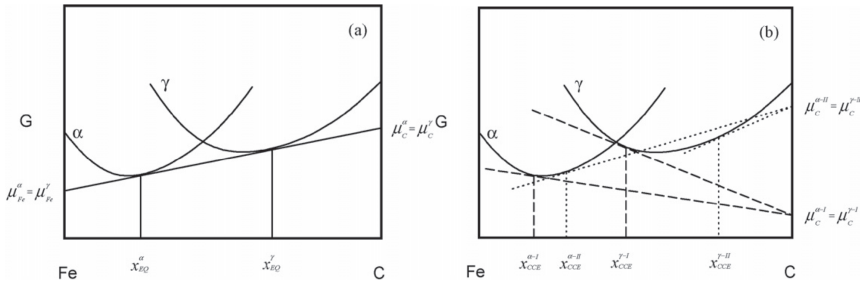 (a)
γ
α
G
μ_C^α = μ_C^γ
μ_Fe^α = μ_Fe^γ
x_EQ^α
x_EQ^γ
Fe
C
(b)
γ
α
G
μ_C^{α-II} = μ_C^{γ-II}
μ_C^{α-I} = μ_C^{γ-I}
x_CCE^{α-I}
x_CCE^{α-II}
x_CCE^{γ-I}
x_CCE^{γ-II}
Fe
C